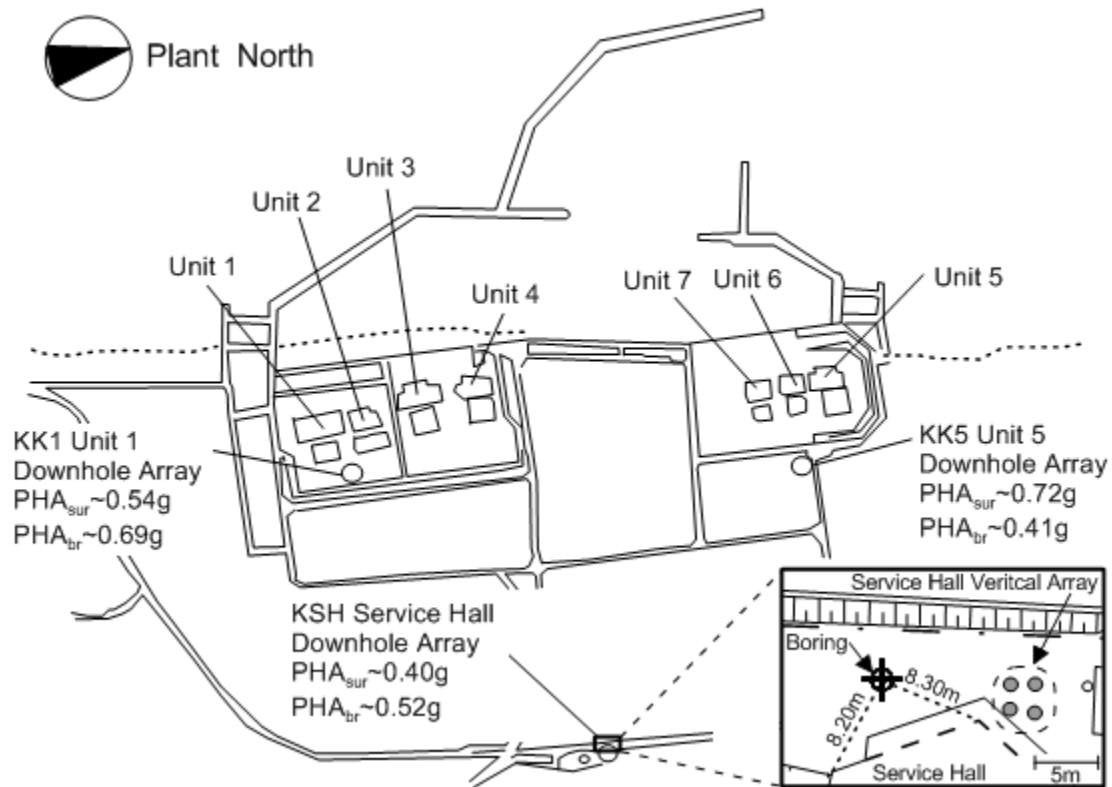 Plant North
Unit 3
Unit 2
Unit 1
Unit 4
Unit 7
Unit 6
Unit 5
KK1 Unit 1
Downhole Array
PHAsur~0.54g
PHAbr~0.69g
KK5 Unit 5
Downhole Array
PHAsur~0.72g
PHAbr~0.41g
KSH Service Hall
Downhole Array
PHAsur~0.40g
PHAbr~0.52g
Service Hall Veritcal Array
Boring
8.30m
8.20m
Service Hall
5m